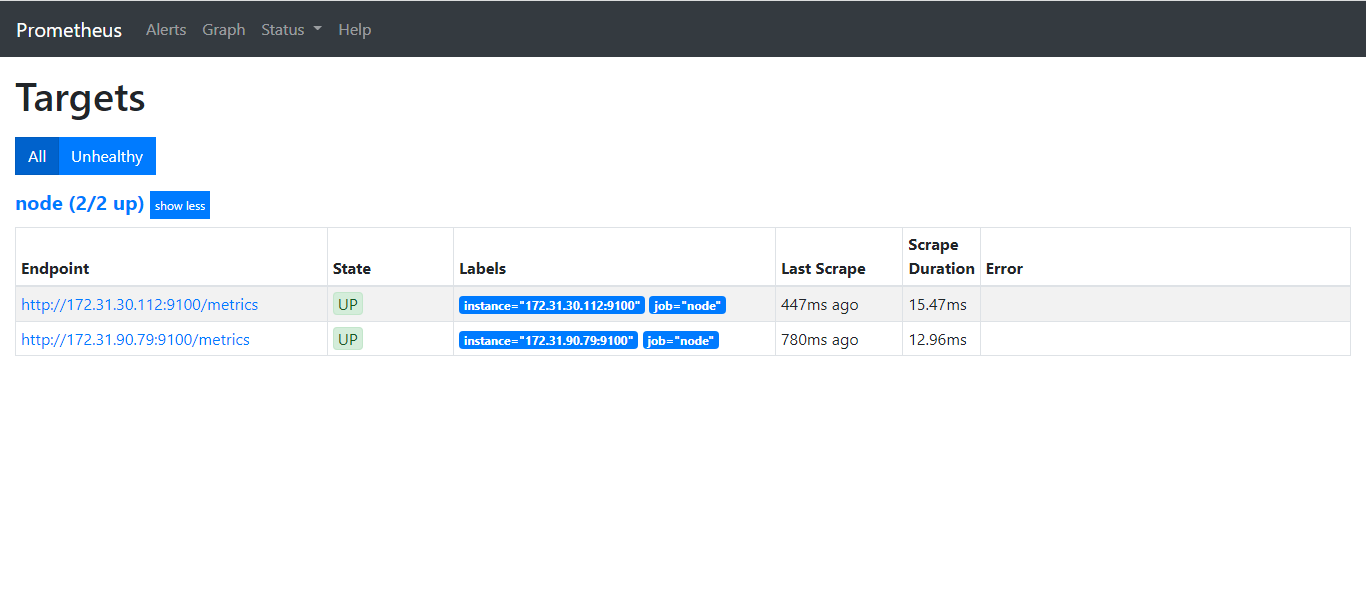 Prometheus Alerts Graph Status Help
Targets
All Unhealthy
node (2/2 up) show less
Endpoint State Labels Last Scrape Scrape Duration Error
http://172.31.30.112:9100/metrics UP instance="172.31.30.112:9100" job="node" 447ms ago 15.47ms
http://172.31.90.79:9100/metrics UP instance="172.31.90.79:9100" job="node" 780ms ago 12.96ms